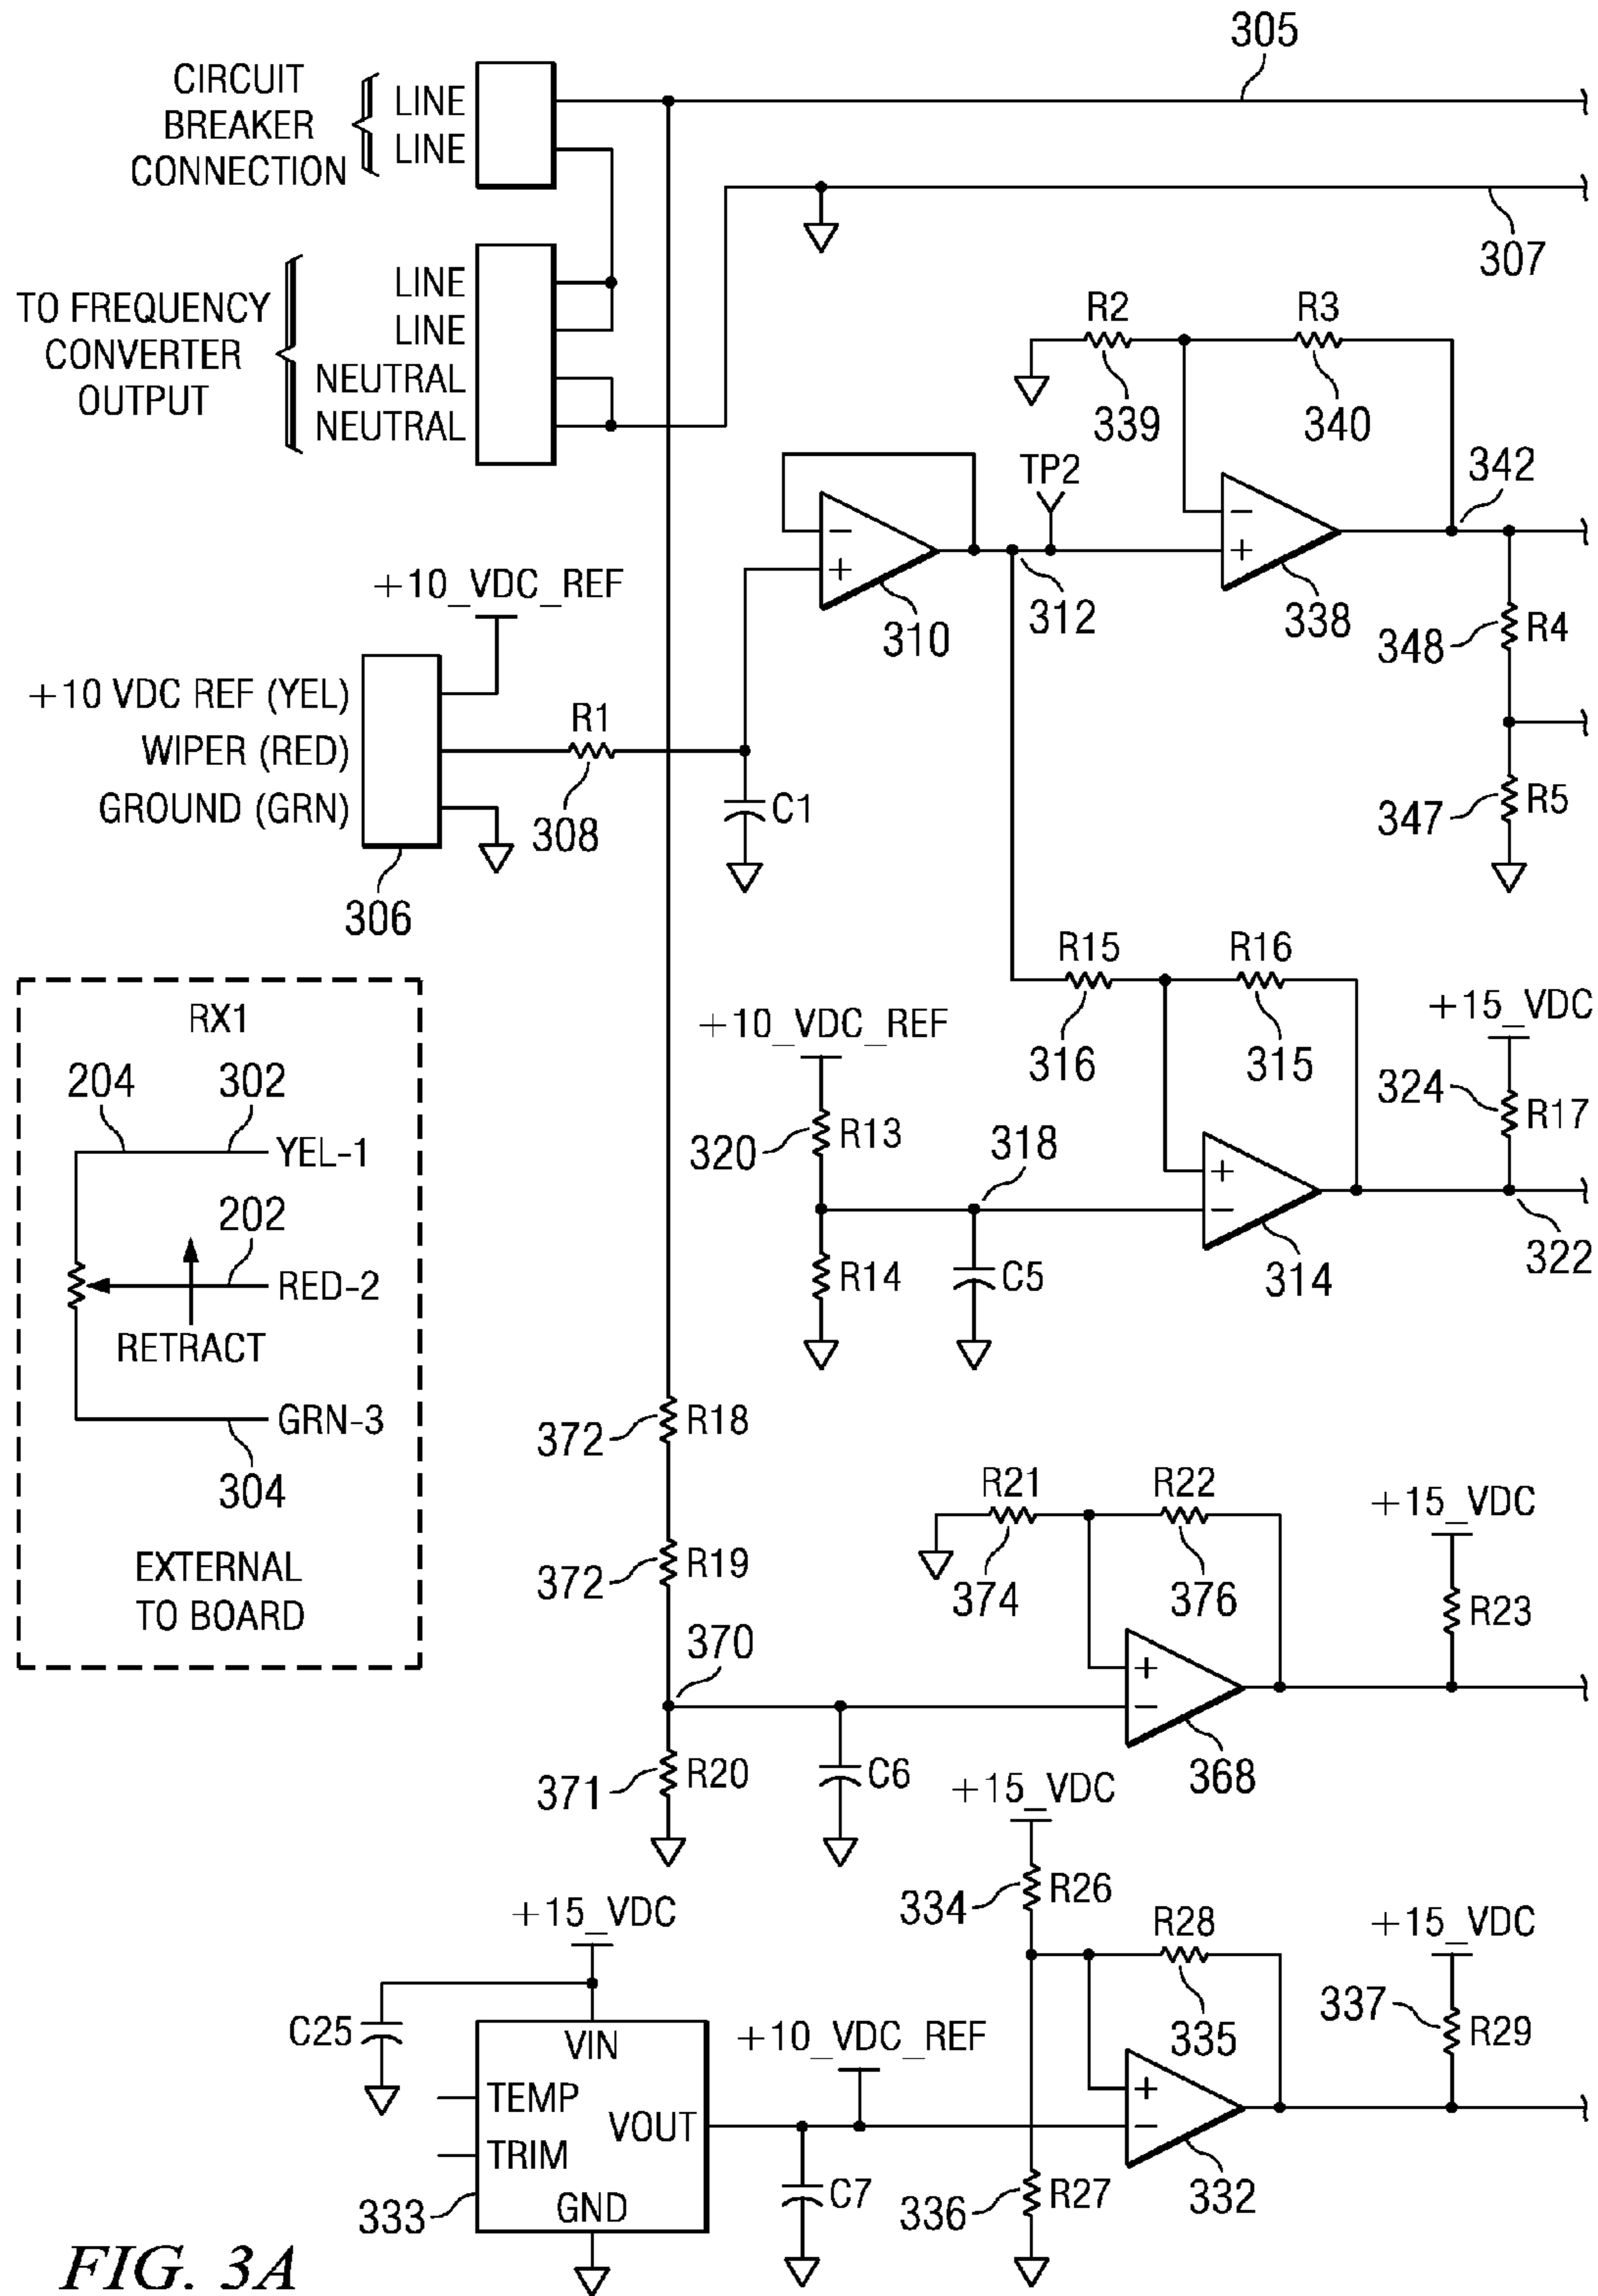 305
CIRCUIT
BREAKER
CONNECTION
LINE
LINE
307
TO FREQUENCY
CONVERTER
OUTPUT
LINE
LINE
NEUTRAL
NEUTRAL
R2
R3
339
340
342
TP2
310
312
338
348
R4
347
R5
+10_VDC_REF
+10 VDC REF (YEL)
WIPER (RED)
GROUND (GRN)
R1
308
C1
306
R15
R16
316
315
+15_VDC
324
R17
+10_VDC_REF
320
R13
318
R14
C5
314
322
RX1
204
302
YEL-1
202
RED-2
RETRACT
GRN-3
304
EXTERNAL
TO BOARD
372
R18
372
R19
370
371
R20
C6
R21
R22
374
376
+15_VDC
R23
368
+15_VDC
334
R26
R28
335
+15_VDC
337
R29
+15_VDC
C25
VIN
TEMP
TRIM
VOUT
GND
333
+10_VDC_REF
C7
336
R27
332
FIG. 3A